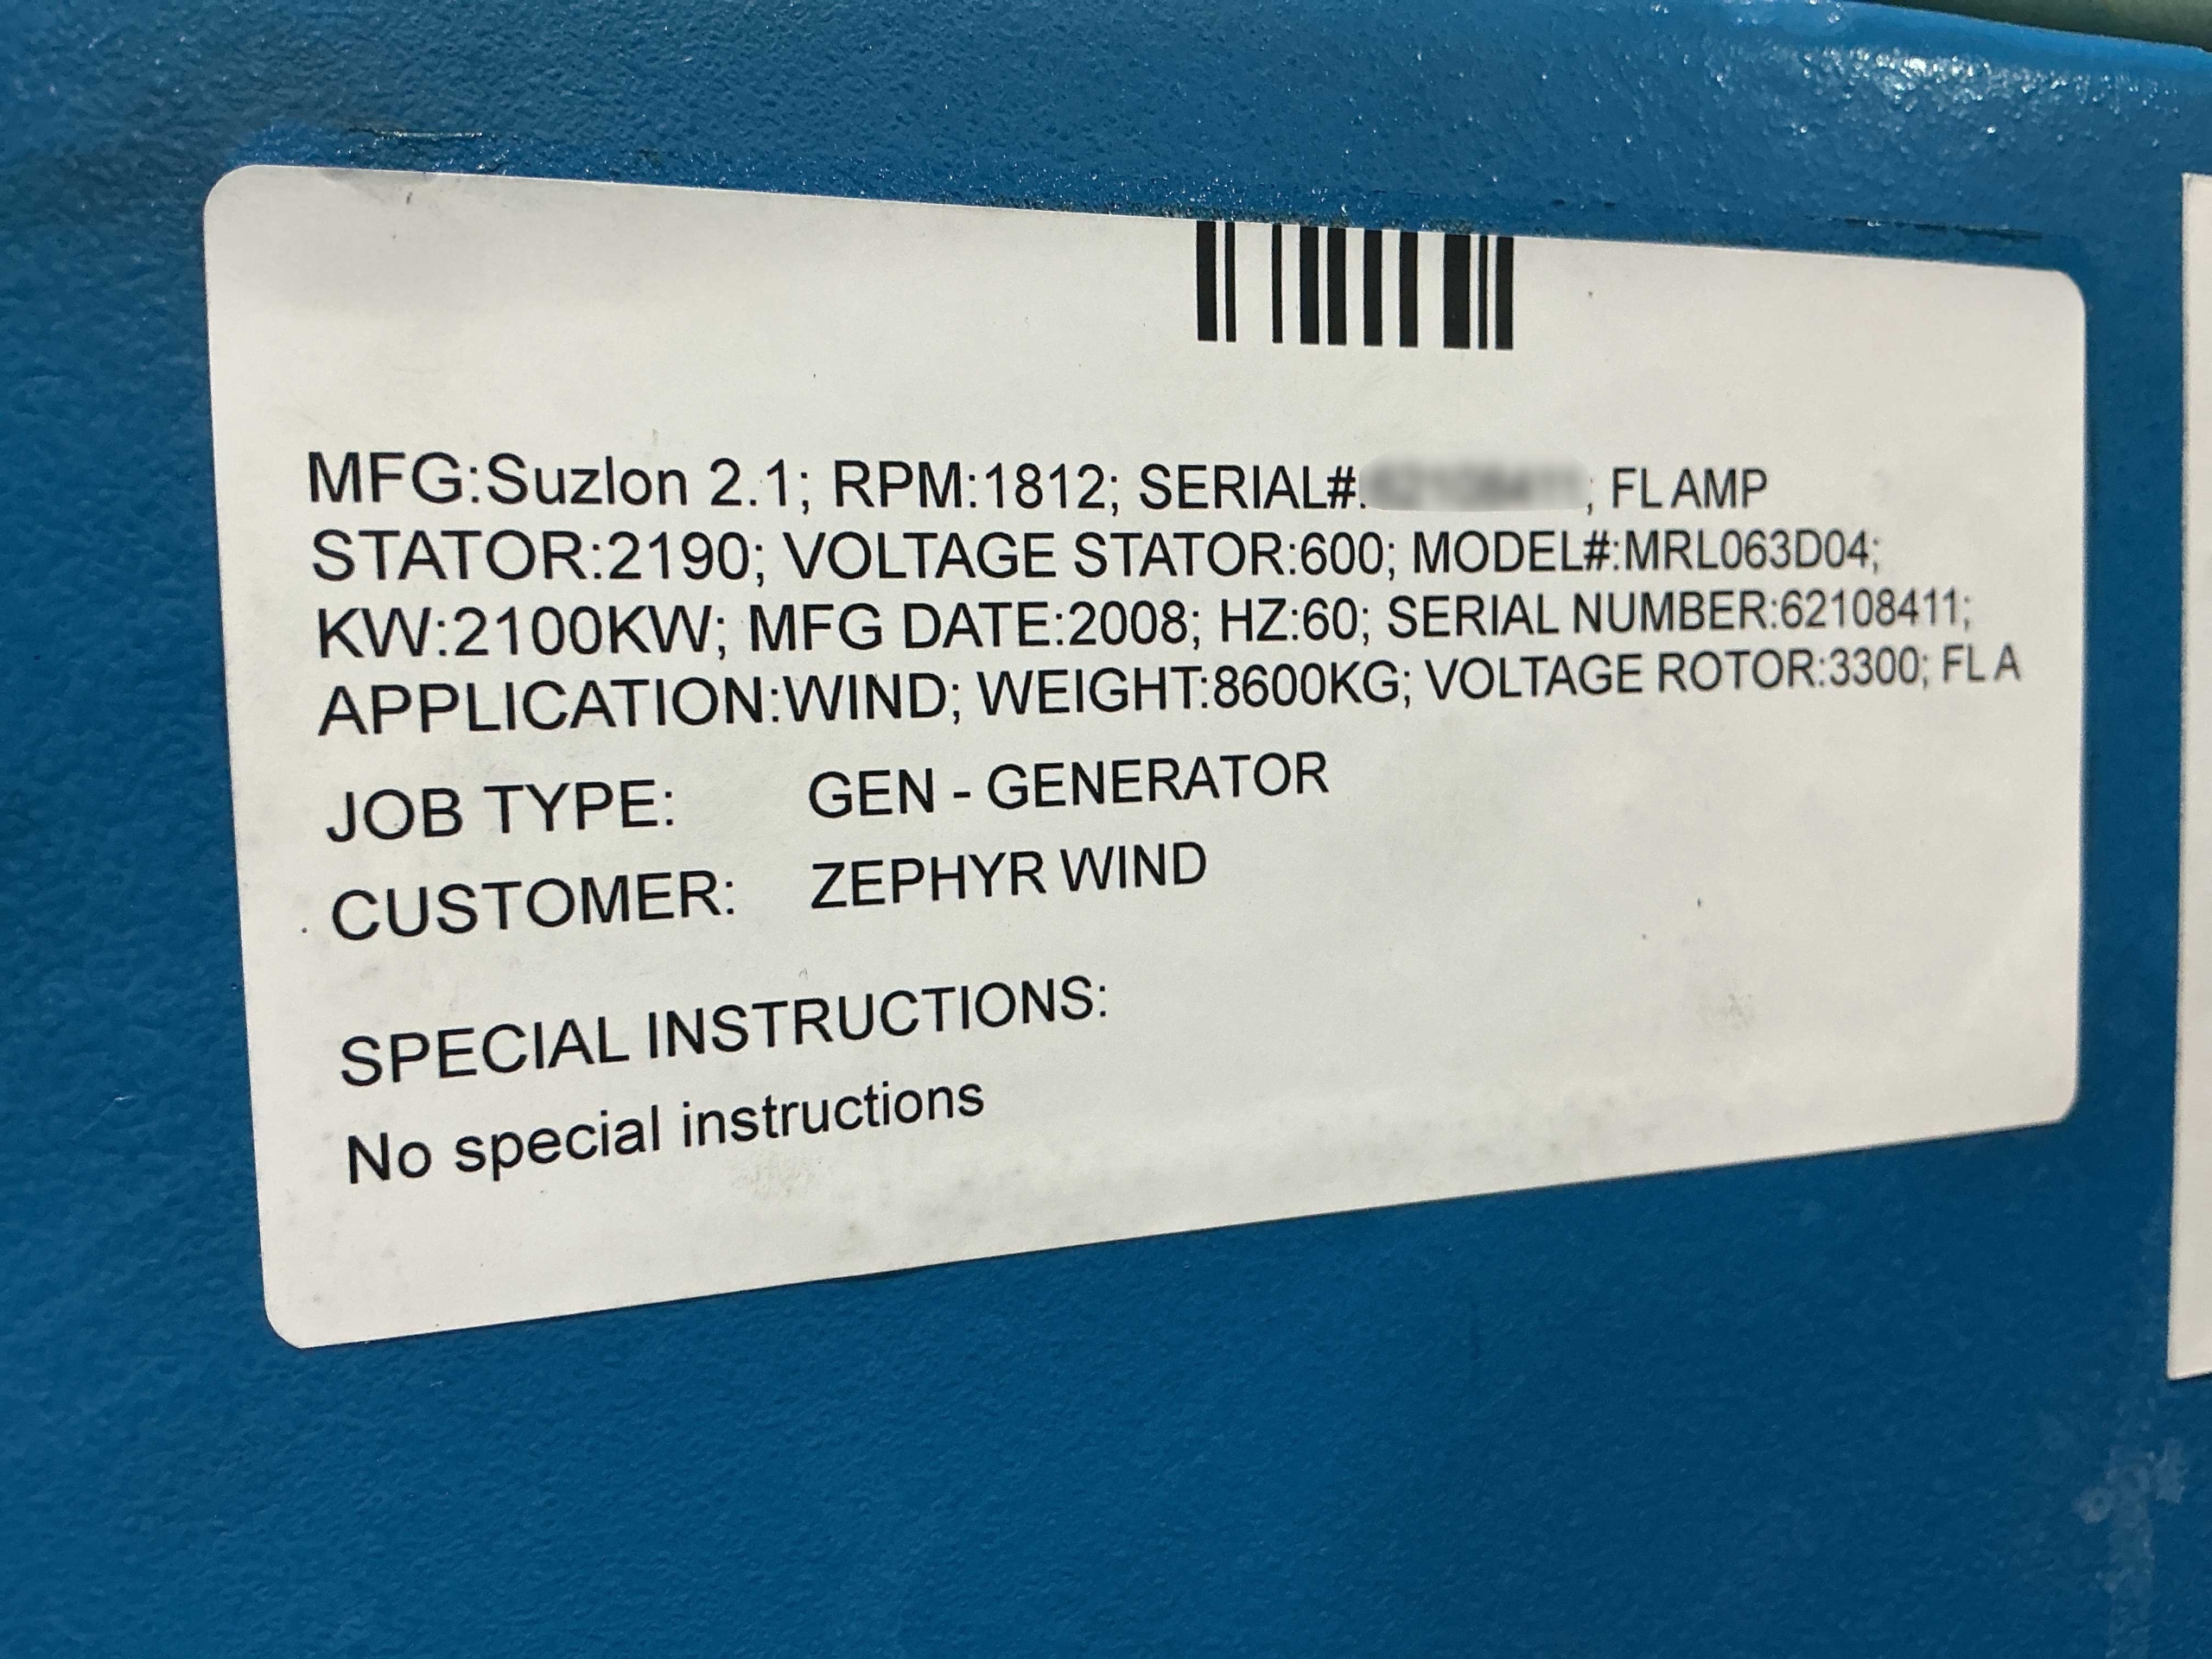 MFG:Suzlon 2.1; RPM:1812; SERIAL#: ; FL AMP
STATOR:2190; VOLTAGE STATOR:600; MODEL#:MRL063D04;
KW:2100KW; MFG DATE:2008; HZ:60; SERIAL NUMBER:62108411;
APPLICATION:WIND; WEIGHT:8600KG; VOLTAGE ROTOR:3300; FL A
JOB TYPE: GEN - GENERATOR
CUSTOMER: ZEPHYR WIND
SPECIAL INSTRUCTIONS:
No special instructions